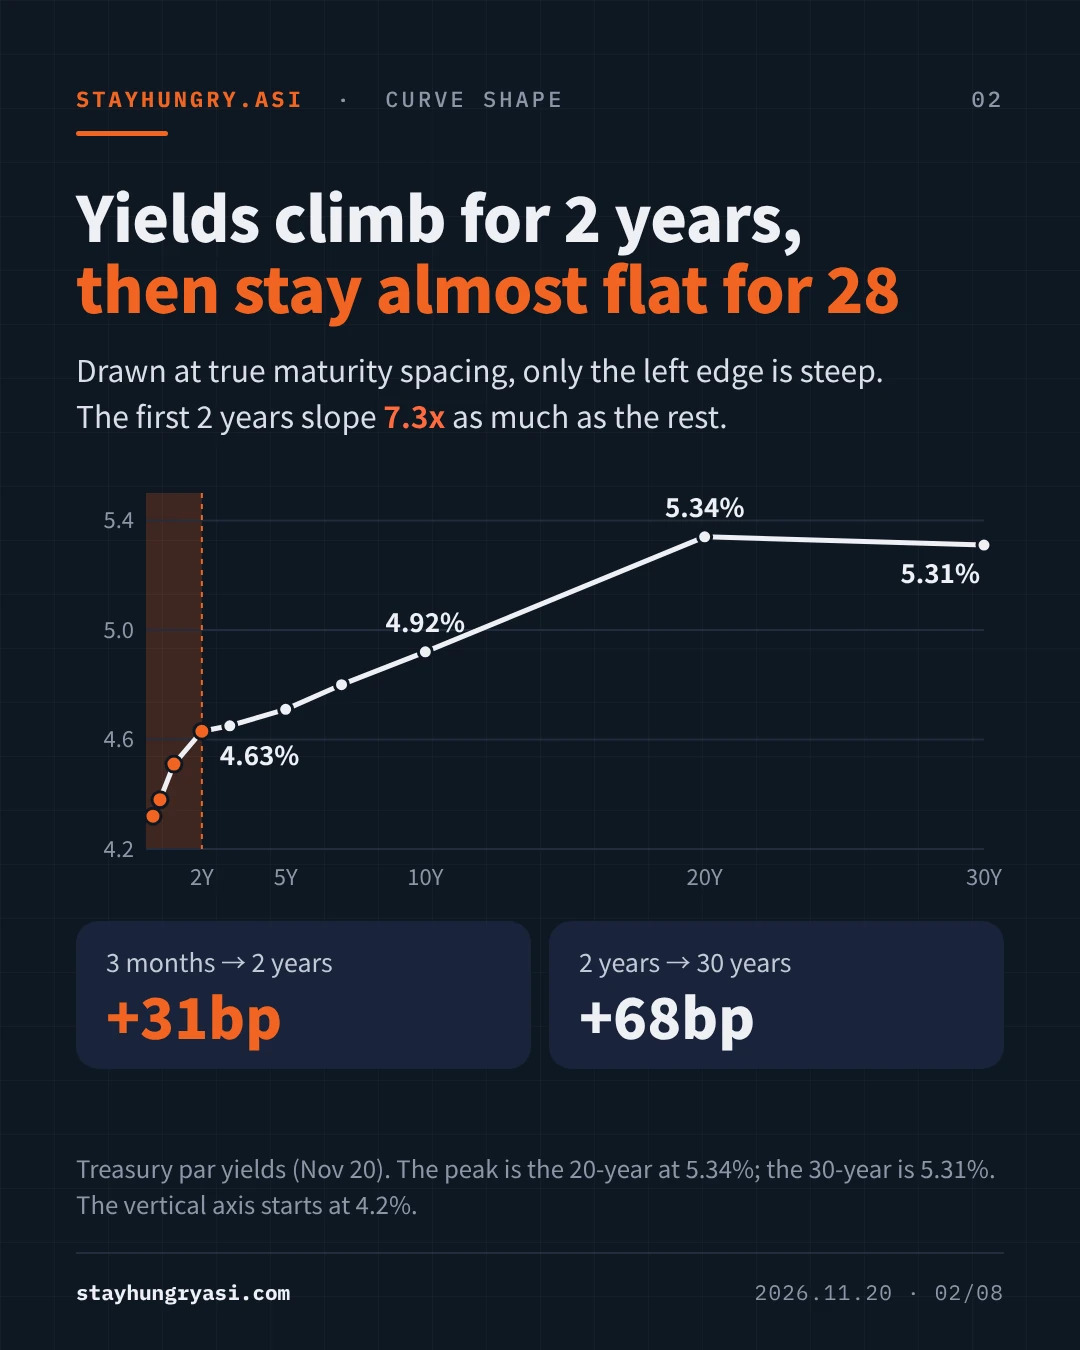 STAYHUNGRY.ASI · CURVE SHAPE 02
Yields climb for 2 years,
then stay almost flat for 28
Drawn at true maturity spacing, only the left edge is steep.
The first 2 years slope 7.3x as much as the rest.
5.4
5.34%
5.31%
5.0
4.92%
4.6
4.63%
4.2
2Y 5Y 10Y 20Y 30Y
3 months → 2 years
+31bp
2 years → 30 years
+68bp
Treasury par yields (Nov 20). The peak is the 20-year at 5.34%; the 30-year is 5.31%.
The vertical axis starts at 4.2%.
stayhungryasi.com 2026.11.20 · 02/08